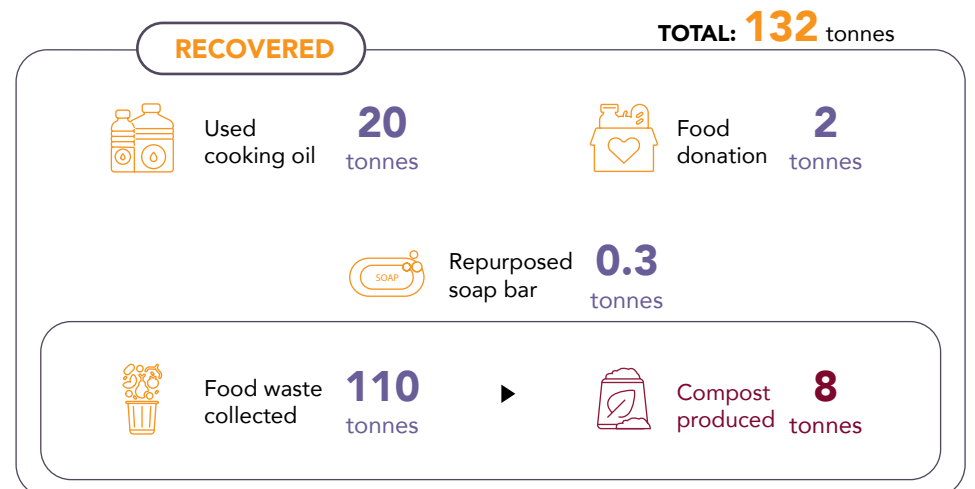 TOTAL: 132 tonnes
RECOVERED
Used
cooking oil
20
tonnes
Food
donation
2
tonnes
SOAP
Repurposed
soap bar
0.3
tonnes
Food waste
collected
110
tonnes
Compost
produced
8
tonnes